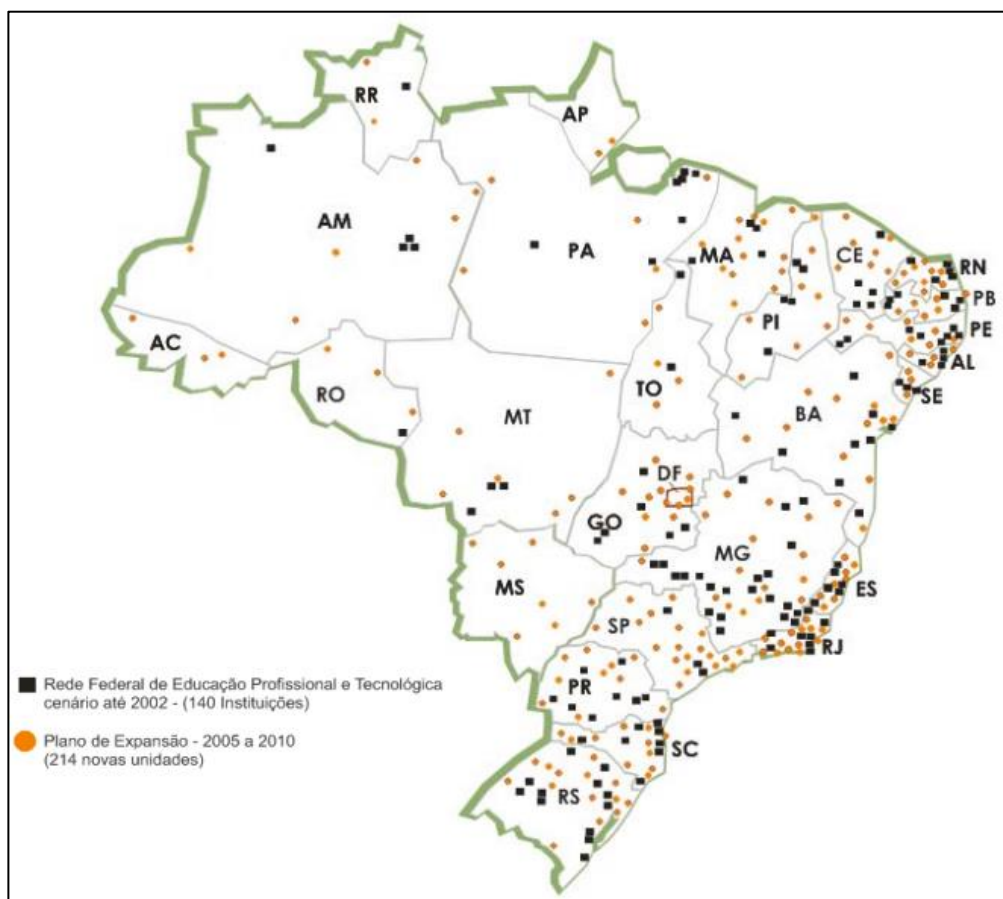 RR
AP
AM
PA
MA
CE
RN
PB
PI
PE
AC
AL
TO
SE
RO
MT
BA
DF
GO
MG
MS
ES
SP
RJ
Rede Federal de Educação Profissional e Tecnológica
cenário até 2002 - (140 Instituições)
PR
Plano de Expansão - 2005 a 2010
(214 novas unidades)
SC
RS